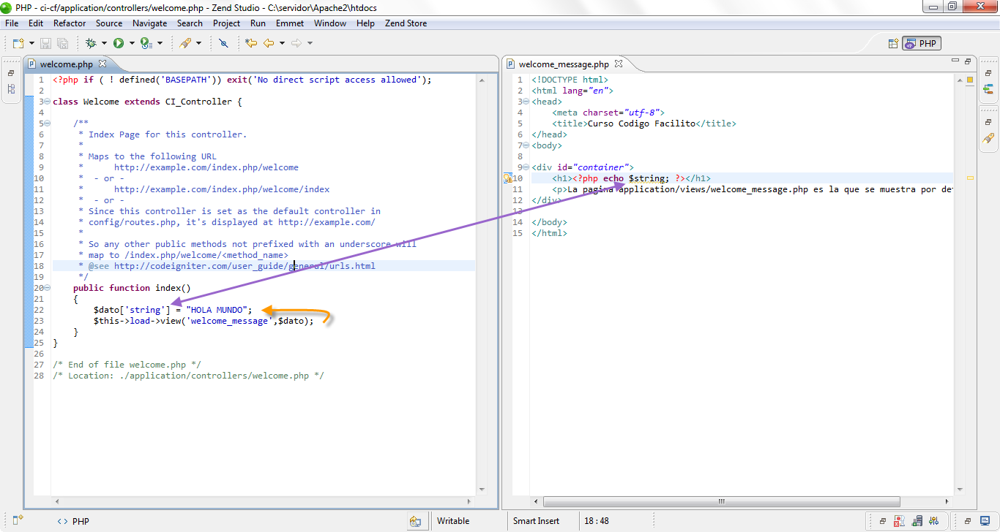 PHP - ci-cf/application/controllers/welcome.php - Zend Studio - C:\servidor\Apache2\htdocs
File Edit Refactor Source Navigate Search Project Run Emmet Window Help Zend Store
PHP
welcome.php
1 <?php if ( ! defined('BASEPATH')) exit('No direct script access allowed');
2
3 class Welcome extends CI_Controller {
4
5 /**
6 * Index Page for this controller.
7 *
8 * Maps to the following URL
9 * http://example.com/index.php/welcome
10 * - or -
11 * http://example.com/index.php/welcome/index
12 * - or -
13 * Since this controller is set as the default controller in
14 * config/routes.php, it's displayed at http://example.com/
15 *
16 * So any other public methods not prefixed with an underscore will
17 * map to /index.php/welcome/<method_name>
18 * @see http://codeigniter.com/user_guide/general/urls.html
19 */
20 public function index()
21 {
22 $dato['string'] = "HOLA MUNDO";
23 $this->load->view('welcome_message',$dato);
24 }
25 }
26
27 /* End of file welcome.php */
28 /* Location: ./application/controllers/welcome.php */
welcome_message.php
1 <!DOCTYPE html>
2 <html lang="en">
3 <head>
4 <meta charset="utf-8">
5 <title>Curso Codigo Facilito</title>
6 </head>
7 <body>
8
9 <div id="container">
10 <h1><?php echo $string; ?></h1>
11 <p>La pagina application/views/welcome_message.php es la que se muestra por de
12 </div>
13
14 </body>
15 </html>
<> PHP
Writable
Smart Insert
18 : 48